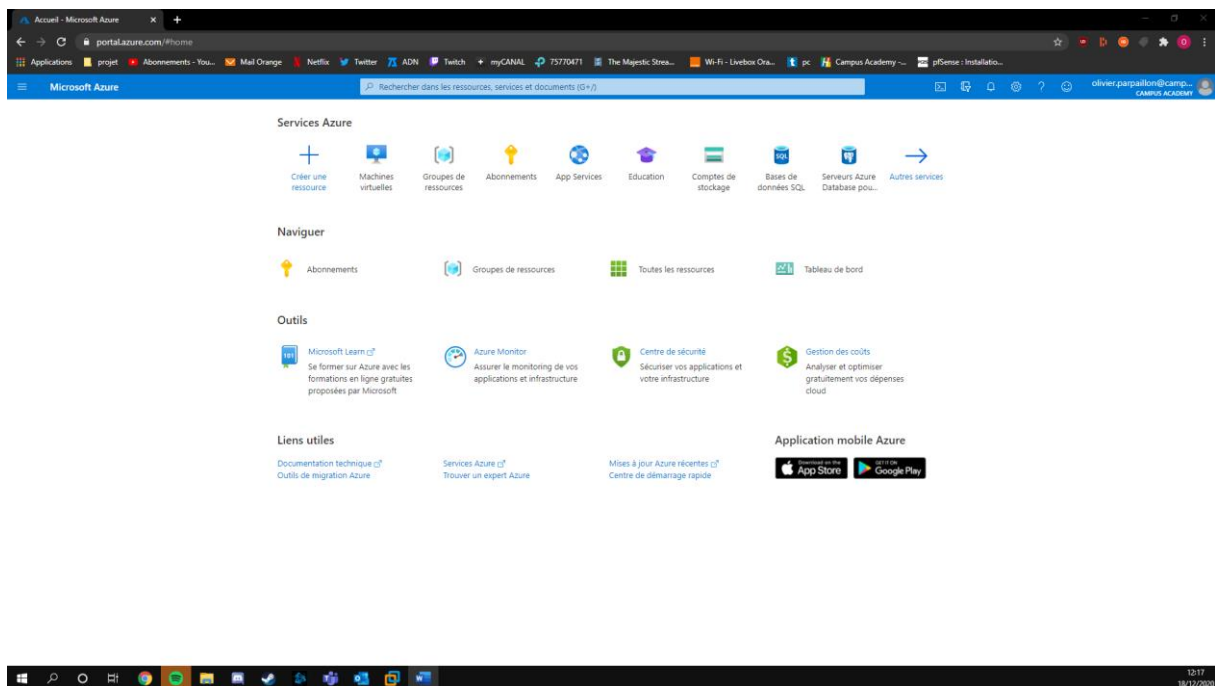 Accueil - Microsoft Azure
portal.azure.com/#home
Applications projet Abonnements - You... Mail Orange Netflix Twitter ADN Twitch myCANAL 75770471 The Majestic Strea... Wi-Fi - Livebox Ora... pc Campus Academy -... pfSense : Installatio...
Microsoft Azure
Rechercher dans les ressources, services et documents (G+/)
olivier.parpaillon@camp...
CAMPUS ACADEMY
Services Azure
Créer une ressource
Machines virtuelles
Groupes de ressources
Abonnements
App Services
Education
Comptes de stockage
Bases de données SQL
Serveurs Azure Database pou...
Autres services
Naviguer
Abonnements
Groupes de ressources
Toutes les ressources
Tableau de bord
Outils
Microsoft Learn
Se former sur Azure avec les
formations en ligne gratuites
proposées par Microsoft
Azure Monitor
Assurer le monitoring de vos
applications et infrastructure
Centre de sécurité
Sécuriser vos applications et
votre infrastructure
Gestion des coûts
Analyser et optimiser
gratuitement vos dépenses
cloud
Liens utiles
Documentation technique
Outils de migration Azure
Services Azure
Trouver un expert Azure
Mises à jour Azure récentes
Centre de démarrage rapide
Application mobile Azure
Download on the
App Store
GET IT ON
Google Play
12:17
18/12/2020